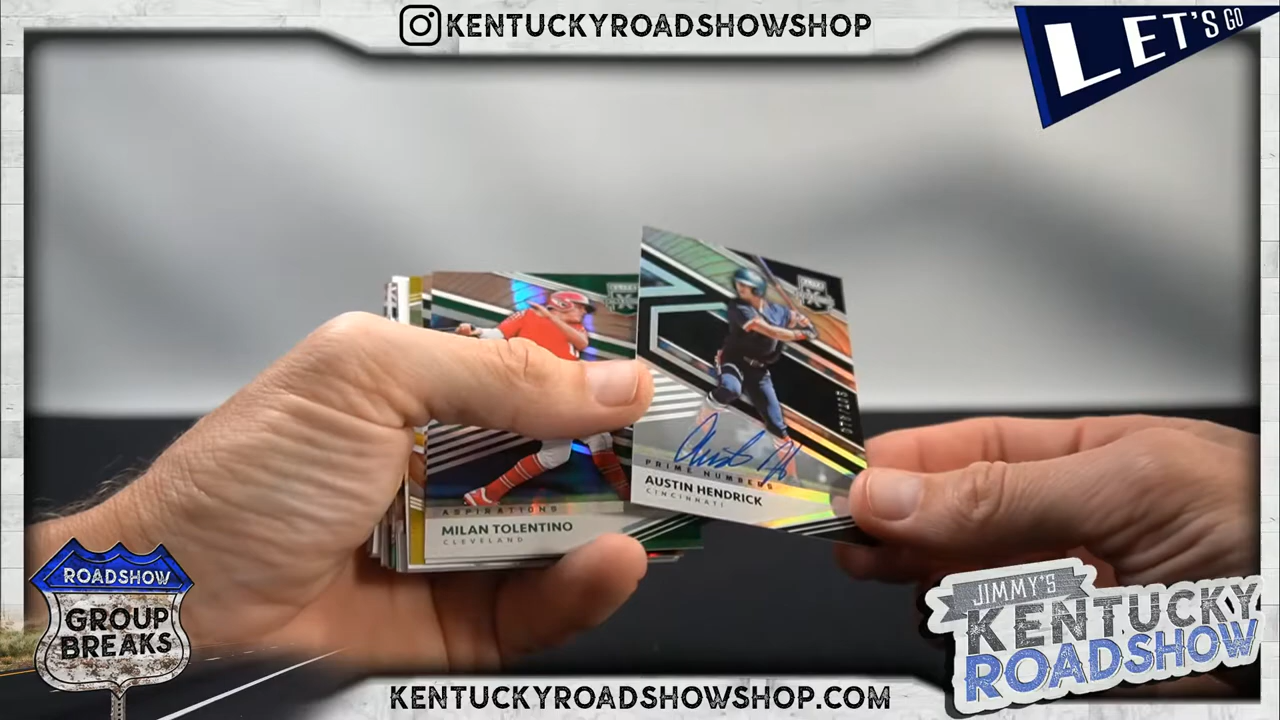 KENTUCKYROADSHOWSHOP
LET'S GO
PRIME NUMBERS
AUSTIN HENDRICK
CINCINNATI
ASPIRATIONS
MILAN TOLENTINO
CLEVELAND
ROADSHOW
GROUP
BREAKS
JIMMY'S
KENTUCKY
ROADSHOW
KENTUCKYROADSHOWSHOP.COM